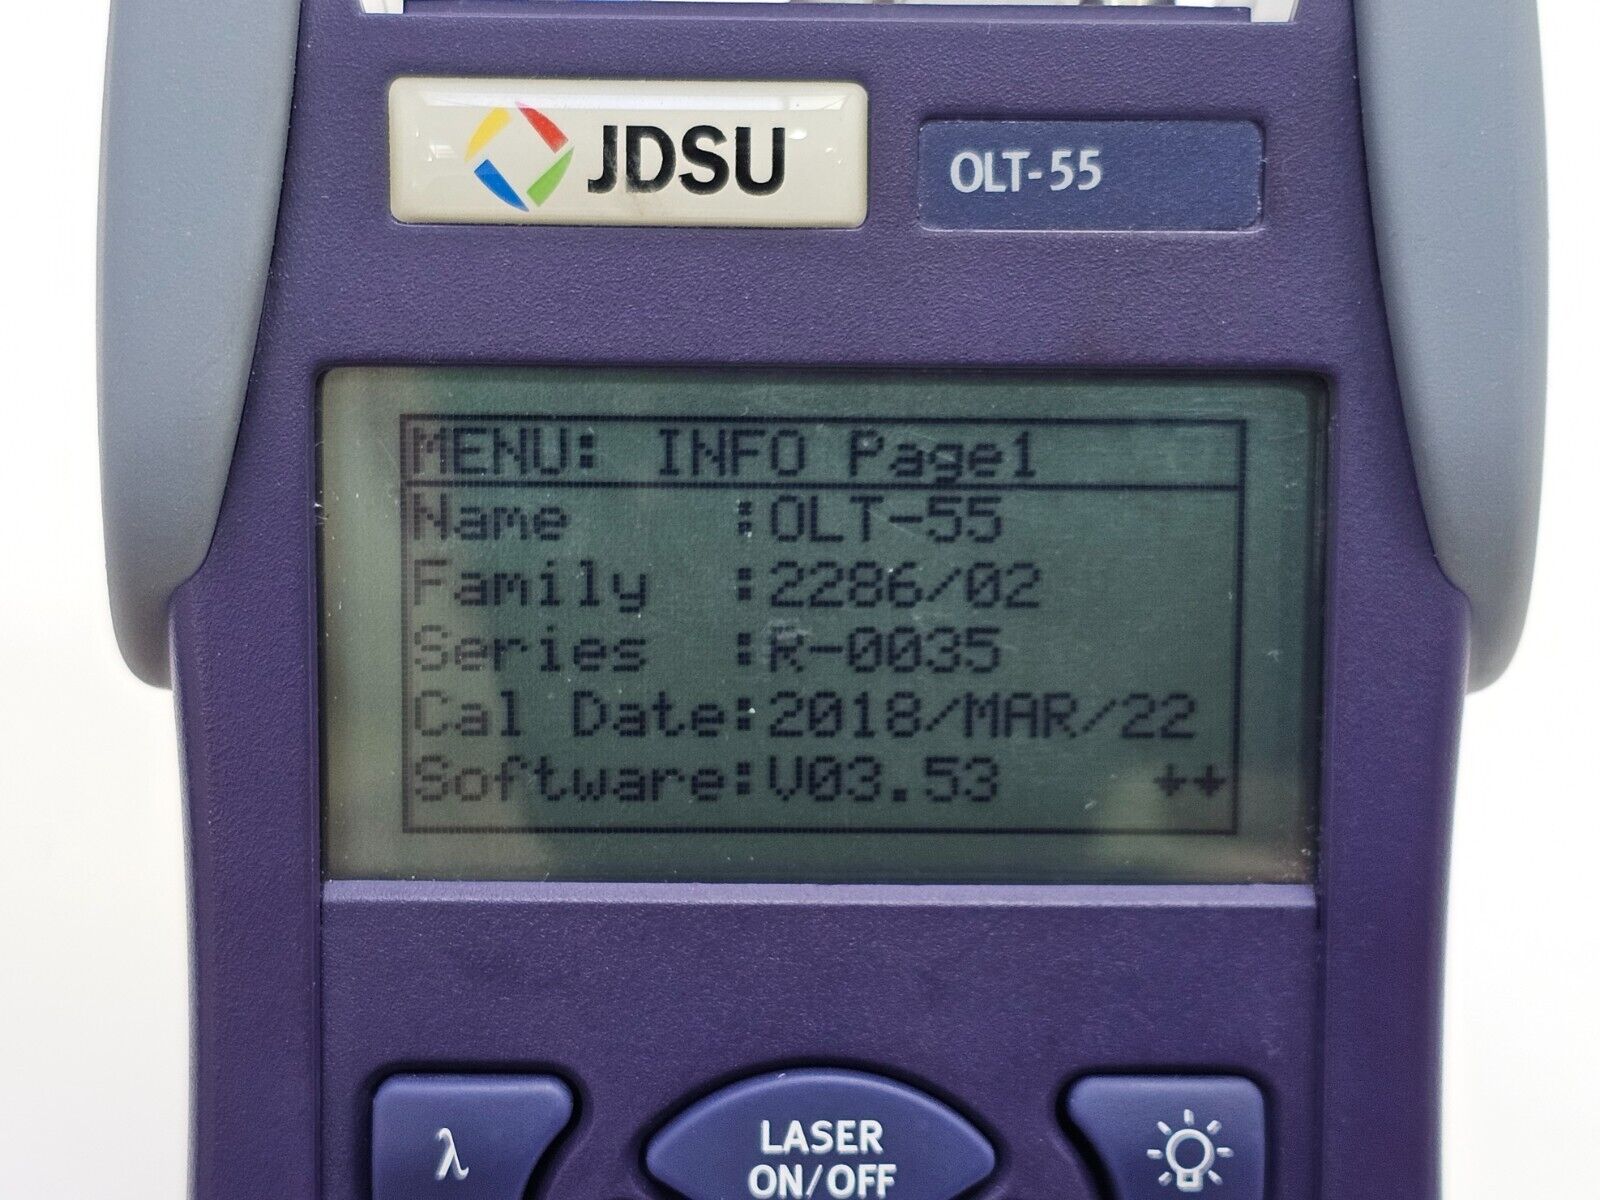 JDSU
OLT-55
MENU: INFO Page1
Name :OLT-55
Family :2286/02
Series :R-0035
Cal Date:2018/MAR/22
Software:V03.53 ↓↓
λ
LASER
ON/OFF